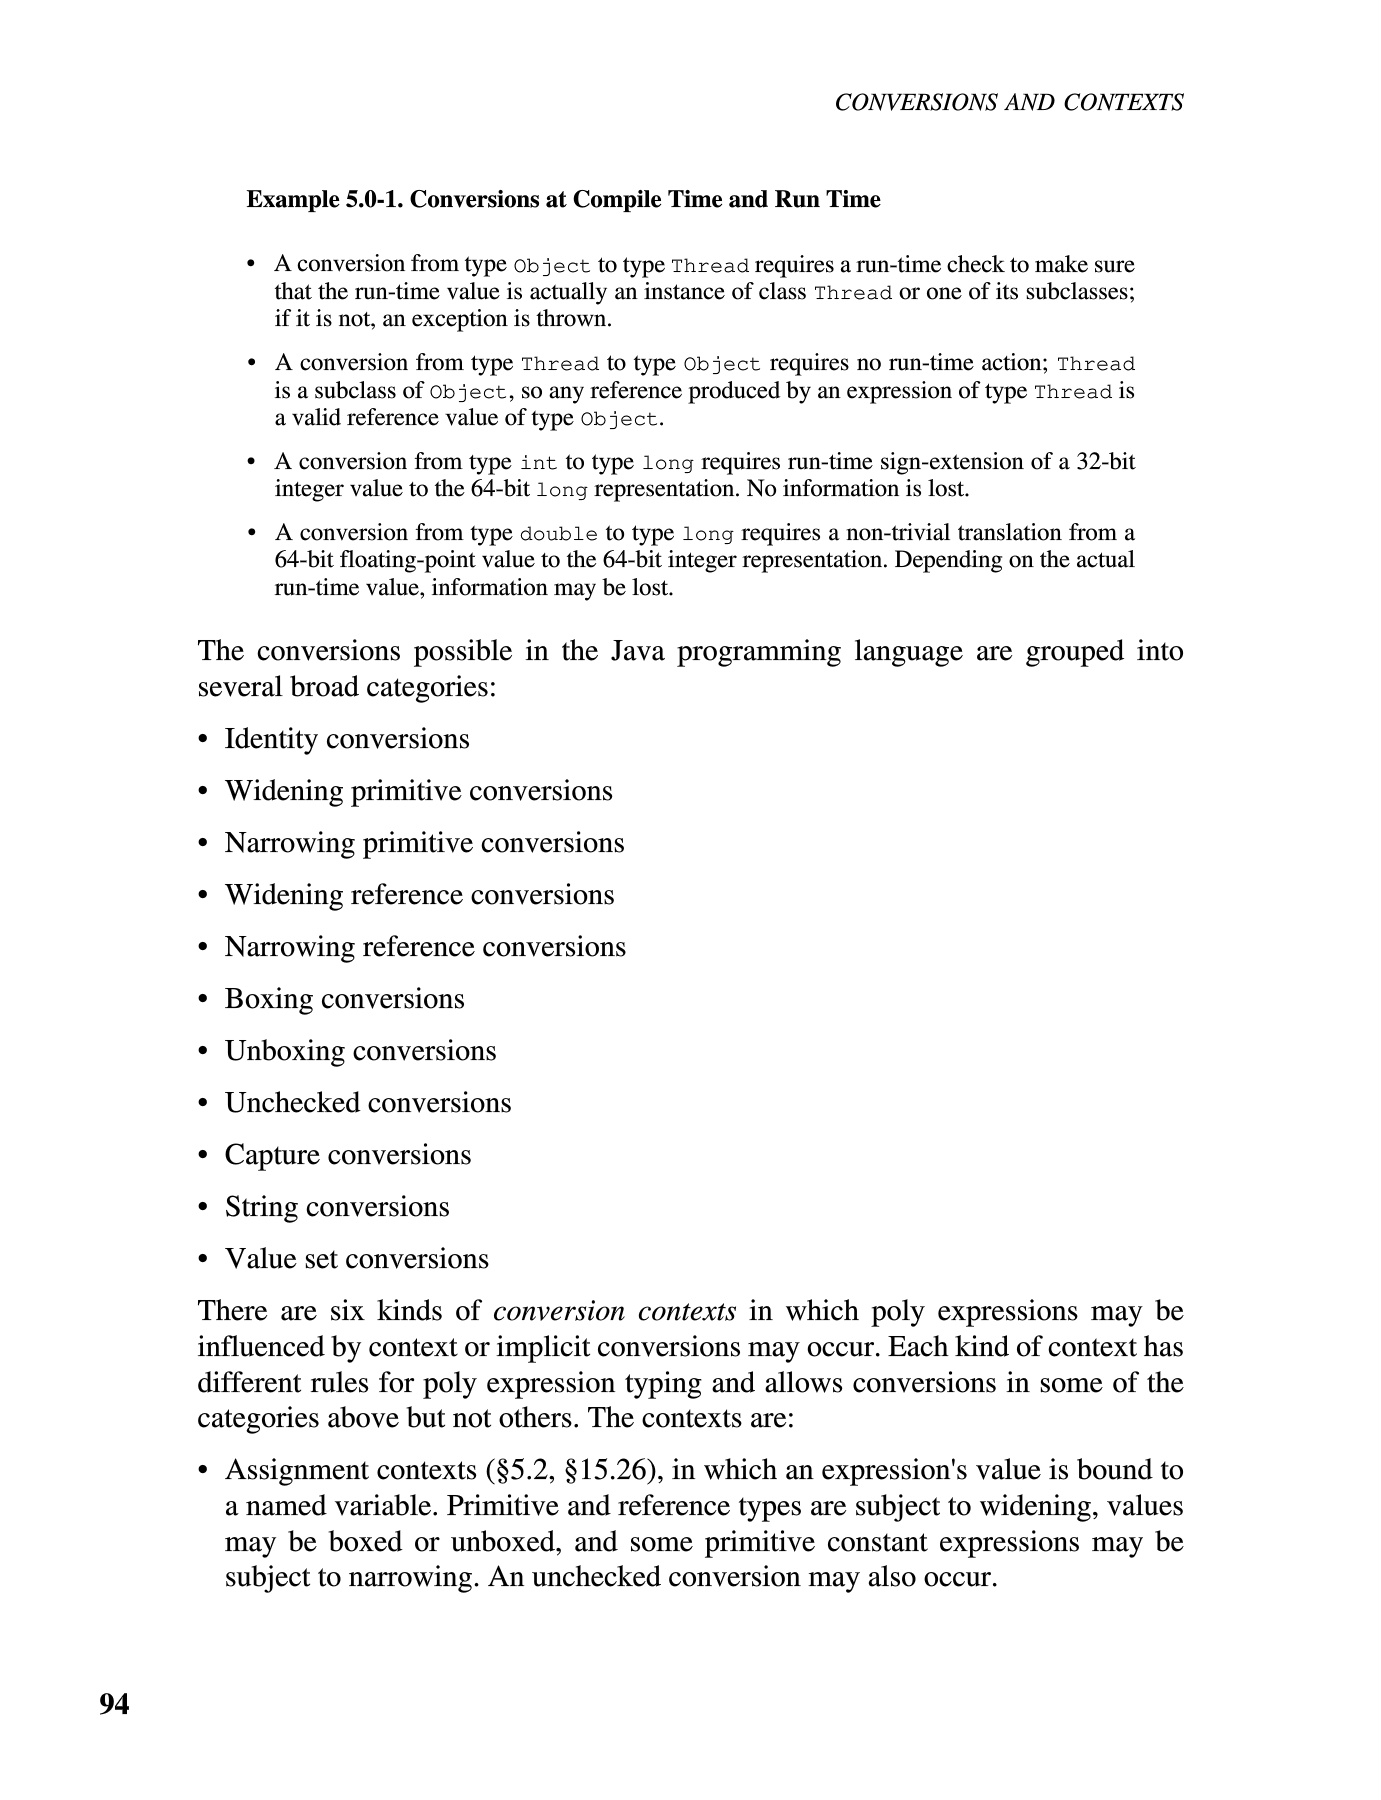 CONVERSIONS AND CONTEXTS
Example 5.0-1. Conversions at Compile Time and Run Time
• A conversion from type Object to type Thread requires a run-time check to make sure
that the run-time value is actually an instance of class Thread or one of its subclasses;
if it is not, an exception is thrown.
• A conversion from type Thread to type Object requires no run-time action; Thread
is a subclass of Object, so any reference produced by an expression of type Thread is
a valid reference value of type Object.
• A conversion from type int to type long requires run-time sign-extension of a 32-bit
integer value to the 64-bit long representation. No information is lost.
• A conversion from type double to type long requires a non-trivial translation from a
64-bit floating-point value to the 64-bit integer representation. Depending on the actual
run-time value, information may be lost.
The conversions possible in the Java programming language are grouped into
several broad categories:
• Identity conversions
• Widening primitive conversions
• Narrowing primitive conversions
• Widening reference conversions
• Narrowing reference conversions
• Boxing conversions
• Unboxing conversions
• Unchecked conversions
• Capture conversions
• String conversions
• Value set conversions
There are six kinds of conversion contexts in which poly expressions may be
influenced by context or implicit conversions may occur. Each kind of context has
different rules for poly expression typing and allows conversions in some of the
categories above but not others. The contexts are:
• Assignment contexts (§5.2, §15.26), in which an expression's value is bound to
a named variable. Primitive and reference types are subject to widening, values
may be boxed or unboxed, and some primitive constant expressions may be
subject to narrowing. An unchecked conversion may also occur.
94